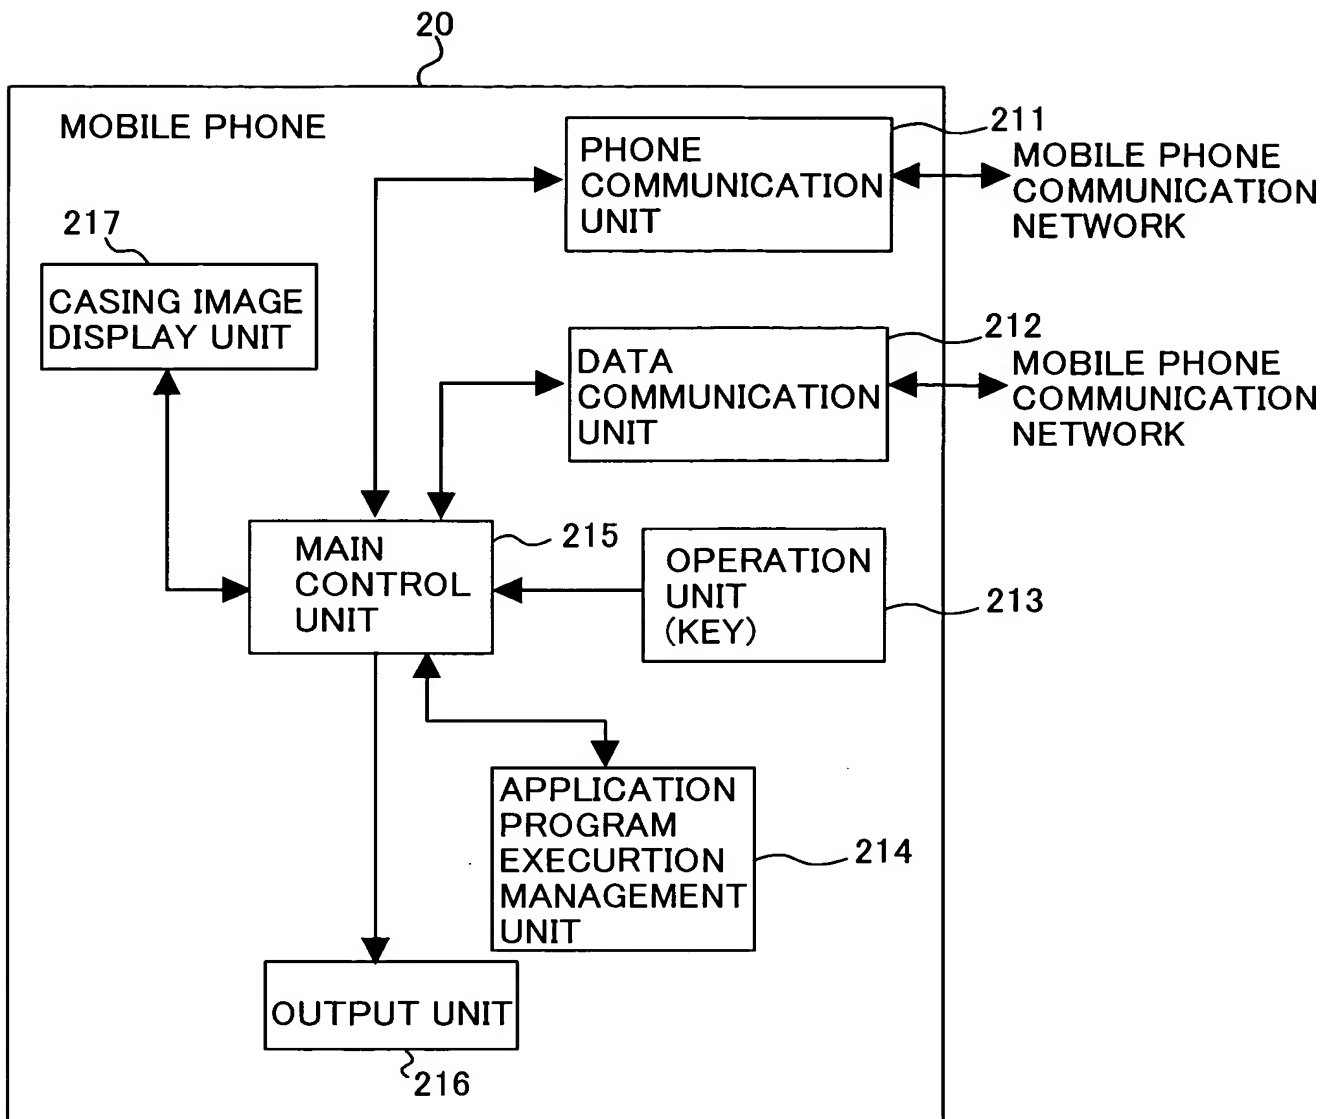 20
MOBILE PHONE
211
PHONE
COMMUNICATION
UNIT
MOBILE PHONE
COMMUNICATION
NETWORK
217
CASING IMAGE
DISPLAY UNIT
212
DATA
COMMUNICATION
UNIT
MOBILE PHONE
COMMUNICATION
NETWORK
MAIN
CONTROL
UNIT
215
OPERATION
UNIT
(KEY)
213
APPLICATION
PROGRAM
EXECURTION
MANAGEMENT
UNIT
214
OUTPUT UNIT
216